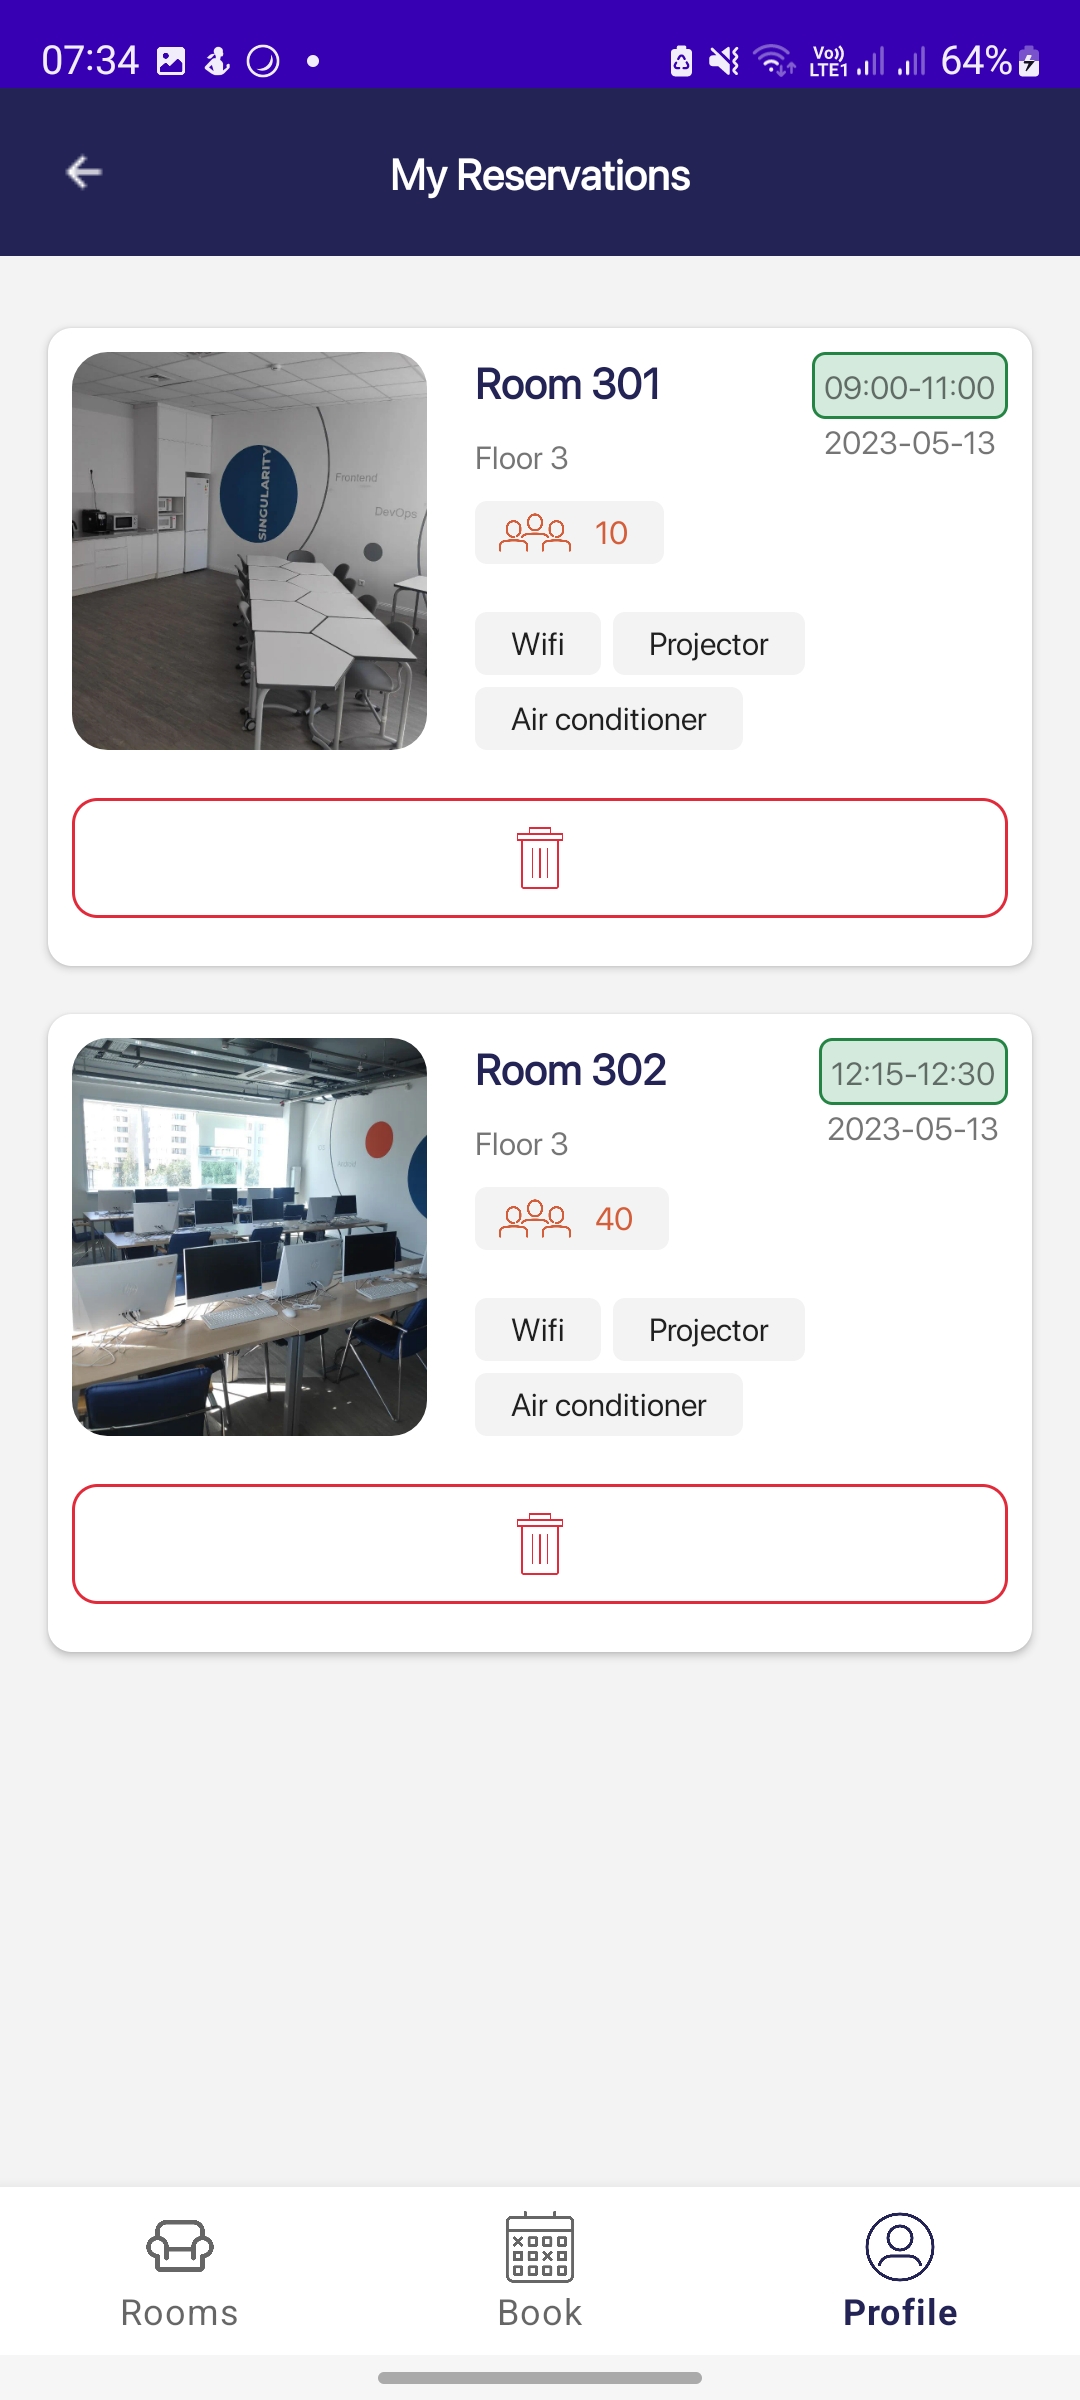 07:34 Vo)) LTE1 64%
My Reservations
SINGULARITY
Frontend
DevOps
Room 301
09:00-11:00
2023-05-13
Floor 3
10
Wifi Projector
Air conditioner
Room 302
12:15-12:30
2023-05-13
Floor 3
40
Wifi Projector
Air conditioner
Rooms Book Profile